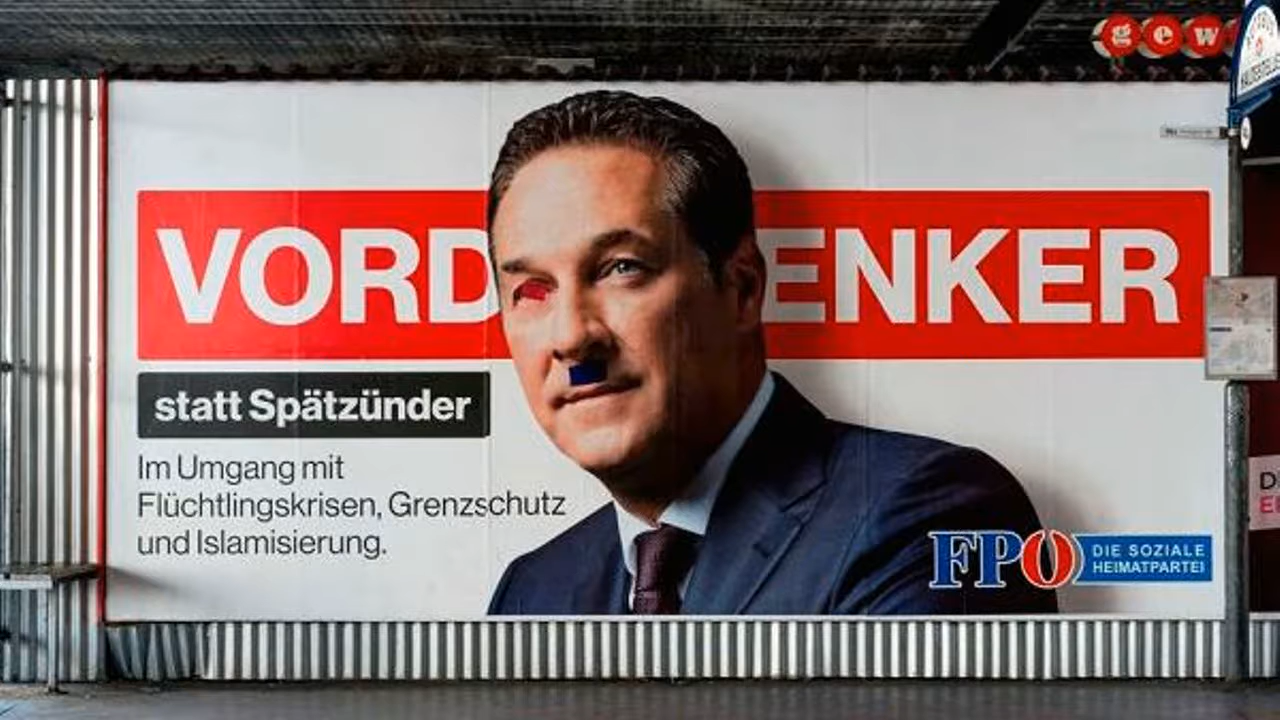 gew
VORDENKER
statt Spätzünder
Im Umgang mit
Flüchtlingskrisen, Grenzschutz
und Islamisierung.
FPÖ
DIE SOZIALE
HEIMATPARTEI